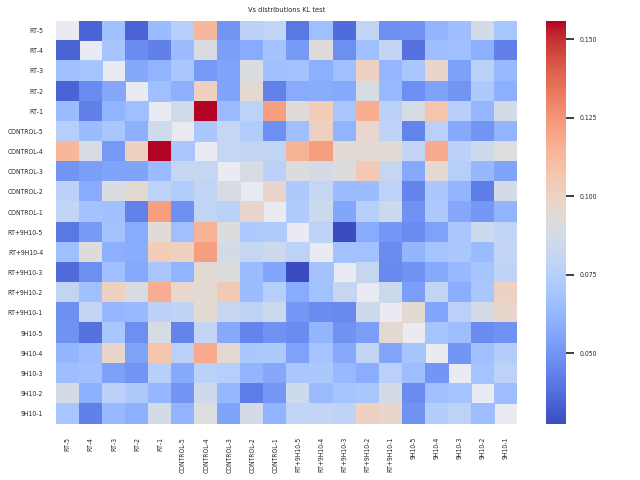 Vs distributions KL test
RT-5
RT-4
RT-3
RT-2
RT-1
CONTROL-5
CONTROL-4
CONTROL-3
CONTROL-2
CONTROL-1
RT+9H10-5
RT+9H10-4
RT+9H10-3
RT+9H10-2
RT+9H10-1
9H10-5
9H10-4
9H10-3
9H10-2
9H10-1
RT-5
RT-4
RT-3
RT-2
RT-1
CONTROL-5
CONTROL-4
CONTROL-3
CONTROL-2
CONTROL-1
RT+9H10-5
RT+9H10-4
RT+9H10-3
RT+9H10-2
RT+9H10-1
9H10-5
9H10-4
9H10-3
9H10-2
9H10-1
0.150
0.125
0.100
0.075
0.050